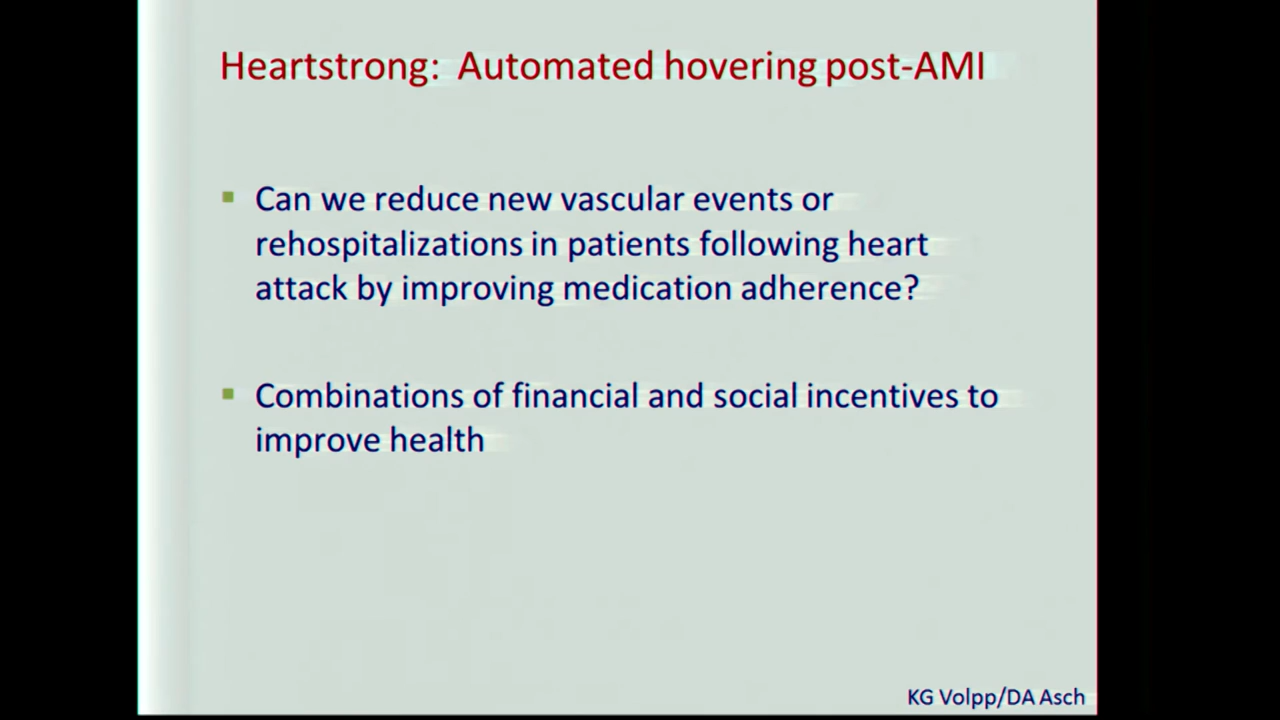 Heartstrong: Automated hovering post-AMI
Can we reduce new vascular events or
rehospitalizations in patients following heart
attack by improving medication adherence?
Combinations of financial and social incentives to
improve health
KG Volpp/DA Asch